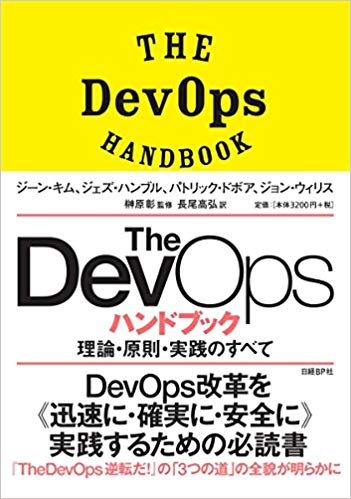 THE
DevOps
HANDBOOK
ジーン・キム、ジェズ・ハンブル、パトリック・ドボア、ジョン・ウィリス
榊原彰 監修 長尾高弘 訳
定価:[本体3200円+税]
The
DevOps
ハンドブック
理論・原則・実践のすべて
日経BP社
DevOps改革を
《迅速に・確実に・安全に》
実践するための必読書
「TheDevOps 逆転だ!」の「3つの道」の全貌が明らかに